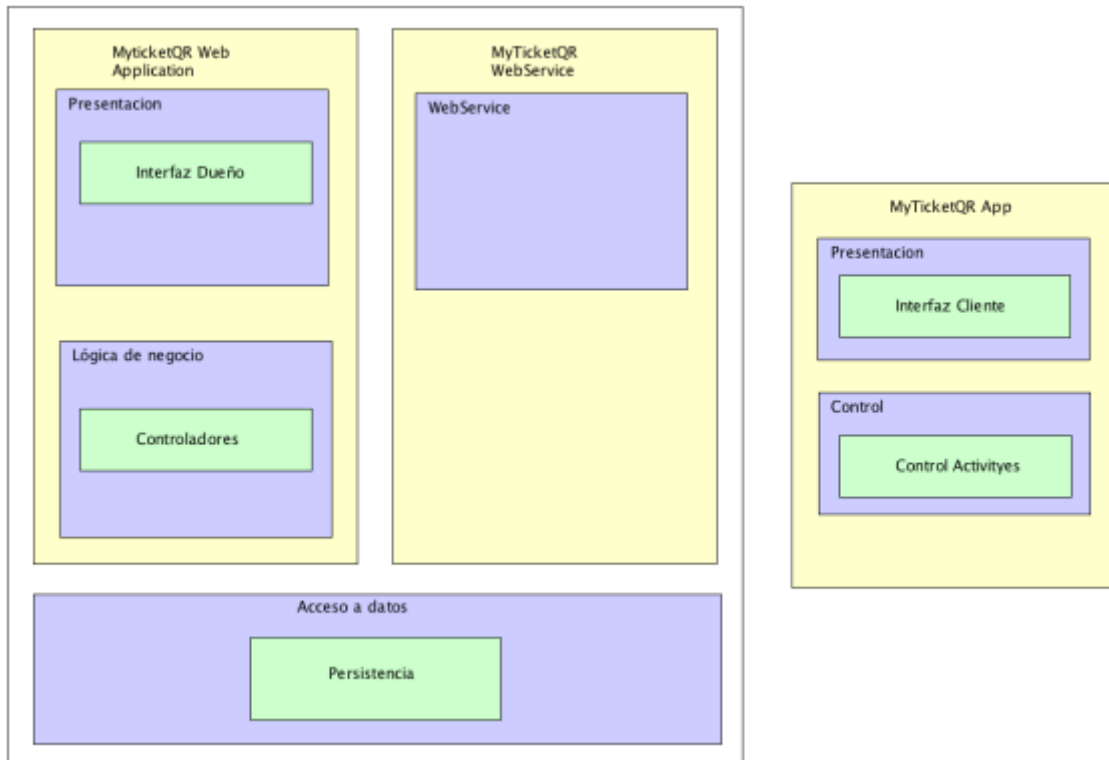 MyticketQR Web
Application
Presentacion
Interfaz Dueño
Lógica de negocio
Controladores
MyTicketQR
WebService
WebService
Acceso a datos
Persistencia
MyTicketQR App
Presentacion
Interfaz Cliente
Control
Control Activityes